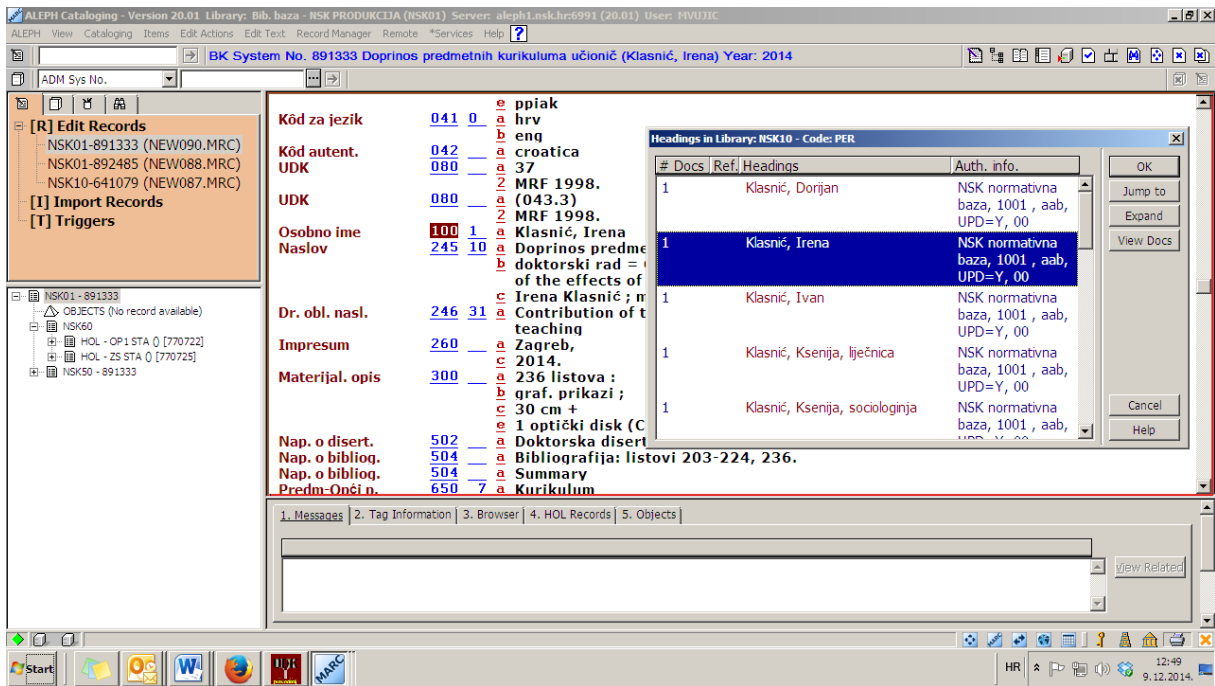 ALEPH Cataloging - Version 20.01 Library: Bib. baza - NSK PRODUKCIJA (NSK01) Server: aleph1.nsk.hr:6991 (20.01) User: MVUJIC
ALEPH View Cataloging Items Edit Actions Edit Text Record Manager Remote *Services Help ?
BK System No. 891333 Doprinos predmetnih kurikuluma učionič (Klasnić, Irena) Year: 2014
ADM Sys No.
[R] Edit Records
NSK01-891333 (NEW090.MRC)
NSK01-892485 (NEW088.MRC)
NSK10-641079 (NEW087.MRC)
[I] Import Records
[T] Triggers
NSK01 - 891333
OBJECTS (No record available)
NSK60
HOL - OP1 STA () [770722]
HOL - ZS STA () [770725]
NSK50 - 891333
e ppiak
Kôd za jezik 041 0 a hrv
b eng
Kôd autent. 042 a croatica
UDK 080 a 37
2 MRF 1998.
UDK 080 a (043.3)
2 MRF 1998.
Osobno ime 100 1 a Klasnić, Irena
Naslov 245 10 a Doprinos predme
b doktorski rad =
of the effects of
c Irena Klasnić ; m
Dr. obl. nasl. 246 31 a Contribution of t
teaching
Impresum 260 a Zagreb,
c 2014.
Materijal. opis 300 a 236 listova :
b graf. prikazi ;
c 30 cm +
e 1 optički disk (C
Nap. o disert. 502 a Doktorska disert
Nap. o bibliog. 504 a Bibliografija: listovi 203-224, 236.
Nap. o bibliog. 504 a Summary
Predm-Opći p. 650 7 a Kurikulum
Headings in Library: NSK10 - Code: PER
# Docs Ref. Headings Auth. info.
1 Klasnić, Dorijan NSK normativna
baza, 1001 , aab,
UPD=Y, 00
1 Klasnić, Irena NSK normativna
baza, 1001 , aab,
UPD=Y, 00
1 Klasnić, Ivan NSK normativna
baza, 1001 , aab,
UPD=Y, 00
1 Klasnić, Ksenija, liječnica NSK normativna
baza, 1001 , aab,
UPD=Y, 00
1 Klasnić, Ksenija, sociologinja NSK normativna
baza, 1001 , aab,
UPD=Y, 00
OK
Jump to
Expand
View Docs
Cancel
Help
1. Messages 2. Tag Information 3. Browser 4. HOL Records 5. Objects
View Related
Start
W
MARC
HR
12:49
9.12.2014.